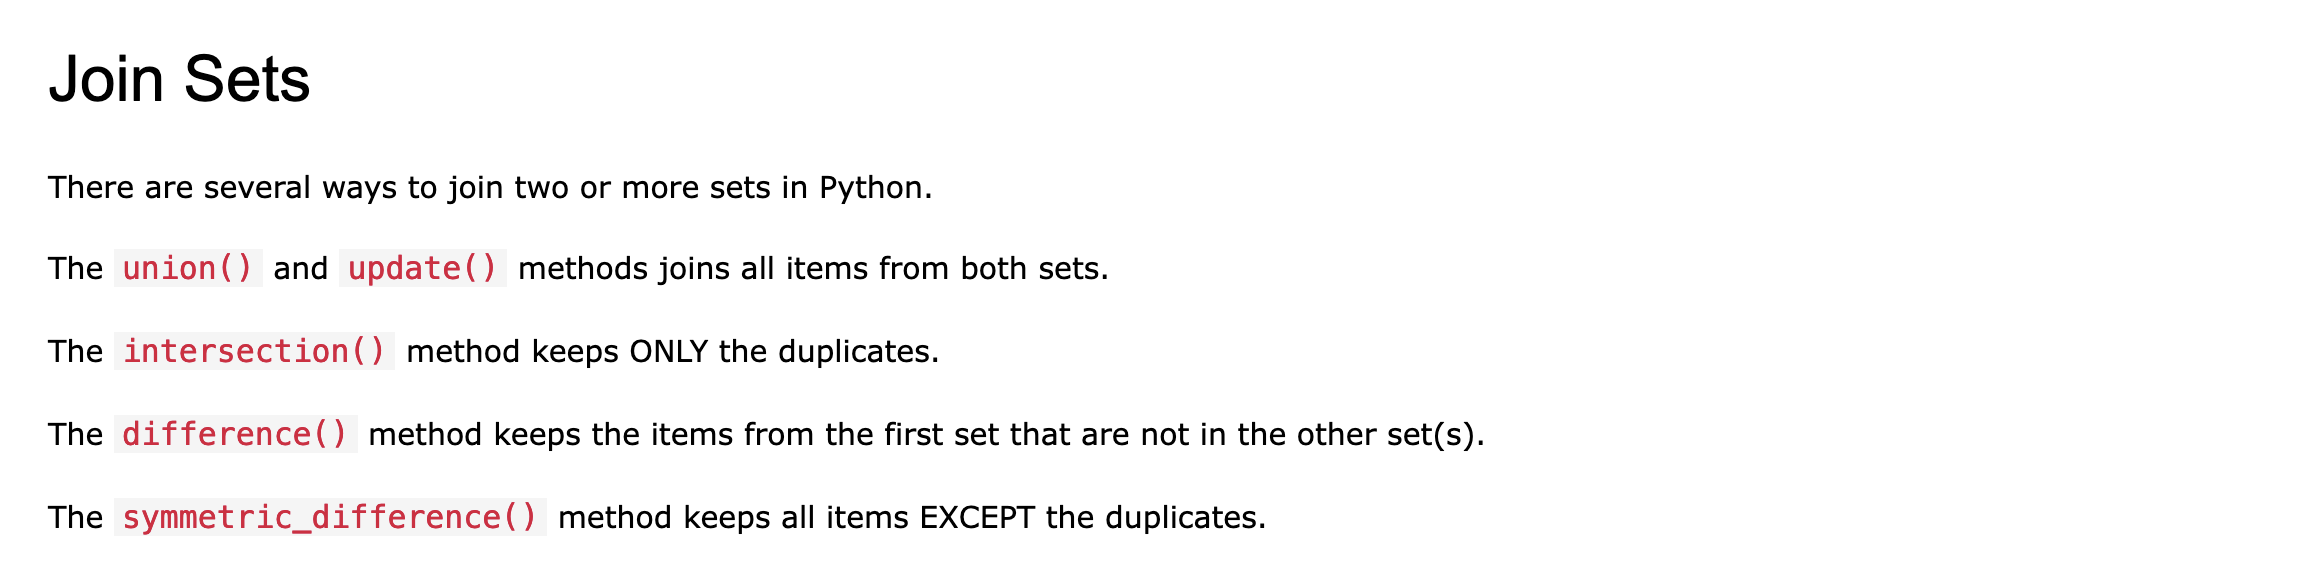 Join Sets
There are several ways to join two or more sets in Python.
The union() and update() methods joins all items from both sets.
The intersection() method keeps ONLY the duplicates.
The difference() method keeps the items from the first set that are not in the other set(s).
The symmetric_difference() method keeps all items EXCEPT the duplicates.